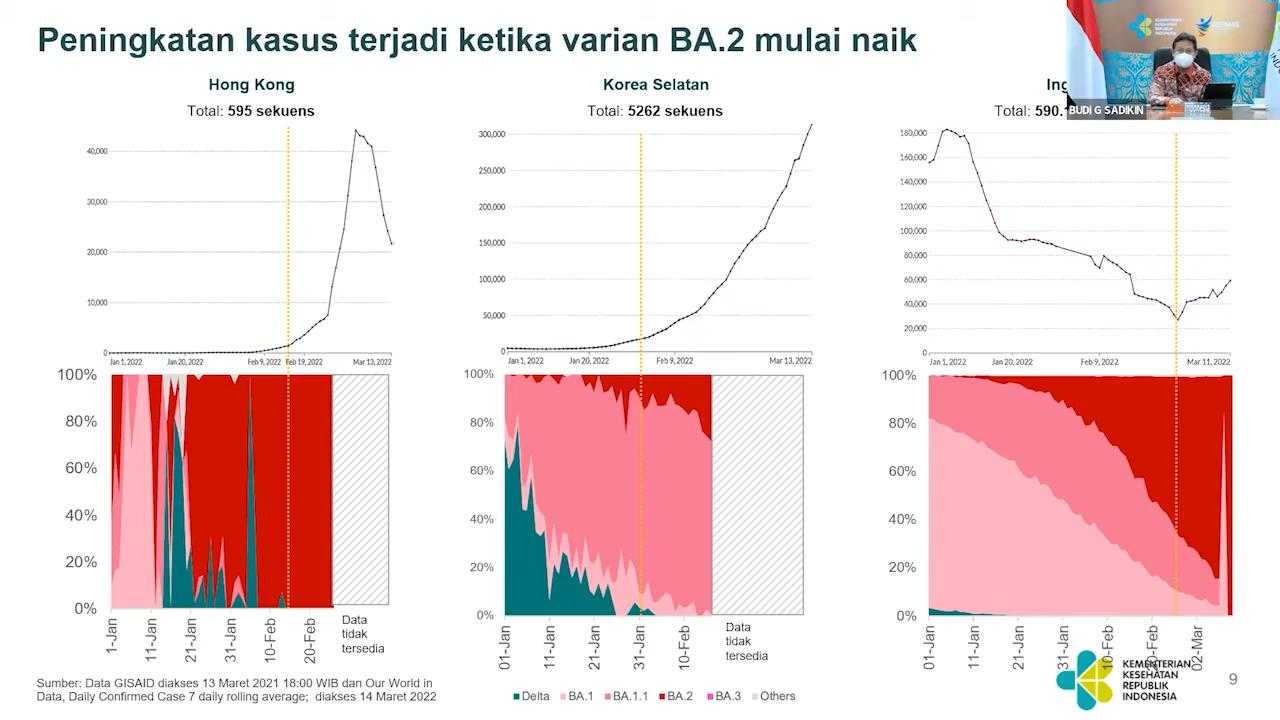 Peningkatan kasus terjadi ketika varian BA.2 mulai naik
KEMENTERIAN
KESEHATAN
REPUBLIK
INDONESIA
GERMAS
BUDI G SADIKIN
Indonesia
Hong Kong
Total: 595 sekuens
40,000
30,000
20,000
10,000
0
Jan 1, 2022
Jan 20, 2022
Feb 9, 2022
Feb 19, 2022
Mar 13, 2022
100%
80%
60%
40%
20%
0%
1-Jan
11-Jan
21-Jan
31-Jan
10-Feb
20-Feb
Data
tidak
tersedia
Korea Selatan
Total: 5262 sekuens
300,000
250,000
200,000
150,000
100,000
50,000
0
Jan 1, 2022
Jan 20, 2022
Feb 9, 2022
Mar 13, 2022
100%
80%
60%
40%
20%
0%
01-Jan
11-Jan
21-Jan
31-Jan
10-Feb
Data
tidak
tersedia
Total: 590.
180,000
160,000
140,000
120,000
100,000
80,000
60,000
40,000
20,000
0
Jan 1, 2022
Jan 20, 2022
Feb 9, 2022
Mar 11, 2022
100%
80%
60%
40%
20%
0%
01-Jan
11-Jan
21-Jan
31-Jan
10-Feb
20-Feb
02-Mar
Delta BA.1 BA.1.1 BA.2 BA.3 Others
Sumber: Data GISAID diakses 13 Maret 2021 18:00 WIB dan Our World in
Data, Daily Confirmed Case 7 daily rolling average; diakses 14 Maret 2022
KEMENTERIAN
KESEHATAN
REPUBLIK
INDONESIA
9